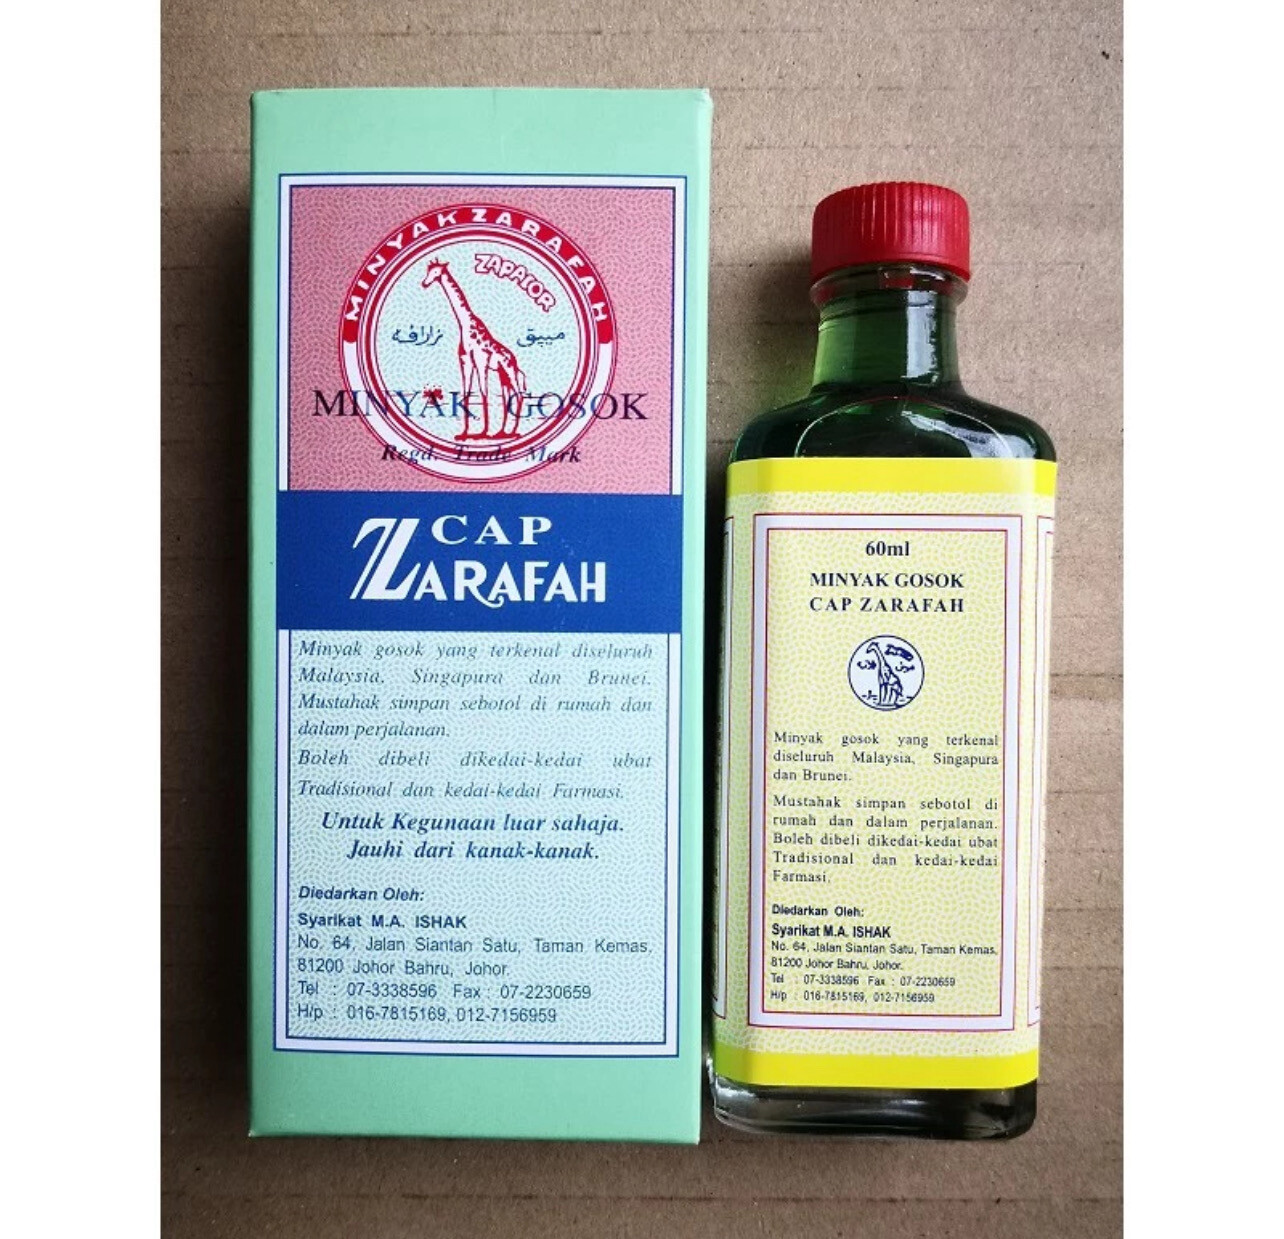 MINYAK ZARAFAH
ZAPALOR
ميڽق زارافه
MINYAK GOSOK
Regd. Trade Mark
CAP
ZARAFAH
Minyak gosok yang terkenal diseluruh
Malaysia, Singapura dan Brunei.
Mustahak simpan sebotol di rumah dan
dalam perjalanan.
Boleh dibeli dikedai-kedai ubat
Tradisional dan kedai-kedai Farmasi.
Untuk Kegunaan luar sahaja.
Jauhi dari kanak-kanak.
Diedarkan Oleh:
Syarikat M.A. ISHAK
No. 64, Jalan Siantan Satu, Taman Kemas,
81200 Johor Bahru, Johor.
Tel : 07-3338596 Fax : 07-2230659
H/p : 016-7815169, 012-7156959
60ml
MINYAK GOSOK
CAP ZARAFAH
Minyak gosok yang terkenal
diseluruh Malaysia, Singapura
dan Brunei.
Mustahak simpan sebotol di
rumah dan dalam perjalanan.
Boleh dibeli dikedai-kedai ubat
Tradisional dan kedai-kedai
Farmasi.
Diedarkan Oleh:
Syarikat M.A. ISHAK
No. 64, Jalan Siantan Satu, Taman Kemas,
81200 Johor Bahru, Johor.
Tel : 07-3338596 Fax : 07-2230659
H/p : 016-7815169, 012-7156959